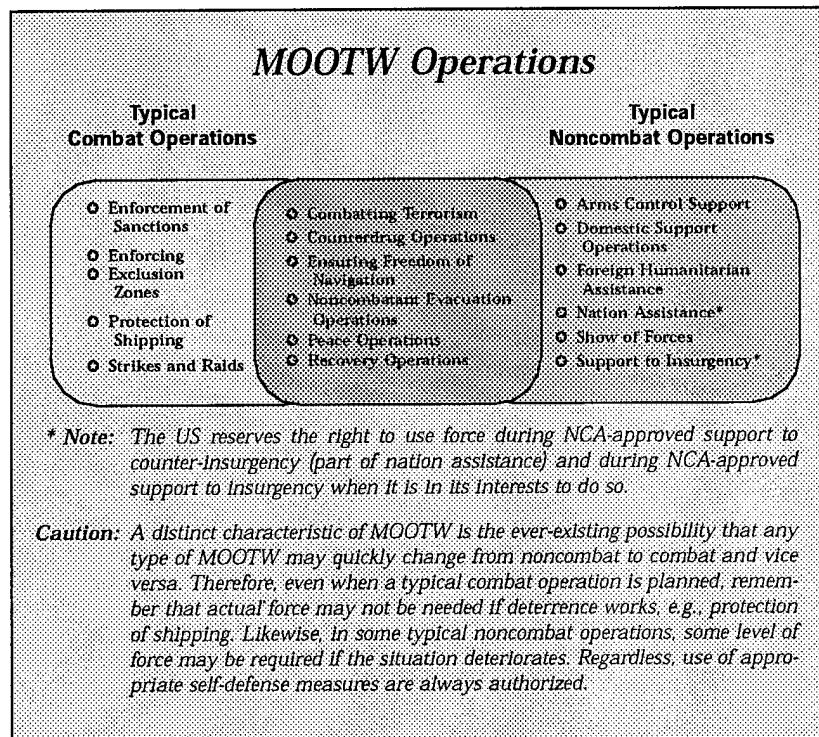 MOOTW Operations
Typical
Combat Operations
Typical
Noncombat Operations
Enforcement of
Sanctions
Enforcing
Exclusion
Zones
Protection of
Shipping
Strikes and Raids
Combatting Terrorism
Counterdrug Operations
Ensuring Freedom of
Navigation
Noncombatant Evacuation
Operations
Peace Operations
Recovery Operations
Arms Control Support
Domestic Support
Operations
Foreign Humanitarian
Assistance
Nation Assistance*
Show of Forces
Support to Insurgency*
* Note: The US reserves the right to use force during NCA-approved support to
counter-insurgency (part of nation assistance) and during NCA-approved
support to insurgency when it is in its interests to do so.
Caution: A distinct characteristic of MOOTW is the ever-existing possibility that any
type of MOOTW may quickly change from noncombat to combat and vice
versa. Therefore, even when a typical combat operation is planned, remem-
ber that actual force may not be needed if deterrence works, e.g., protection
of shipping. Likewise, in some typical noncombat operations, some level of
force may be required if the situation deteriorates. Regardless, use of appro-
priate self-defense measures are always authorized.